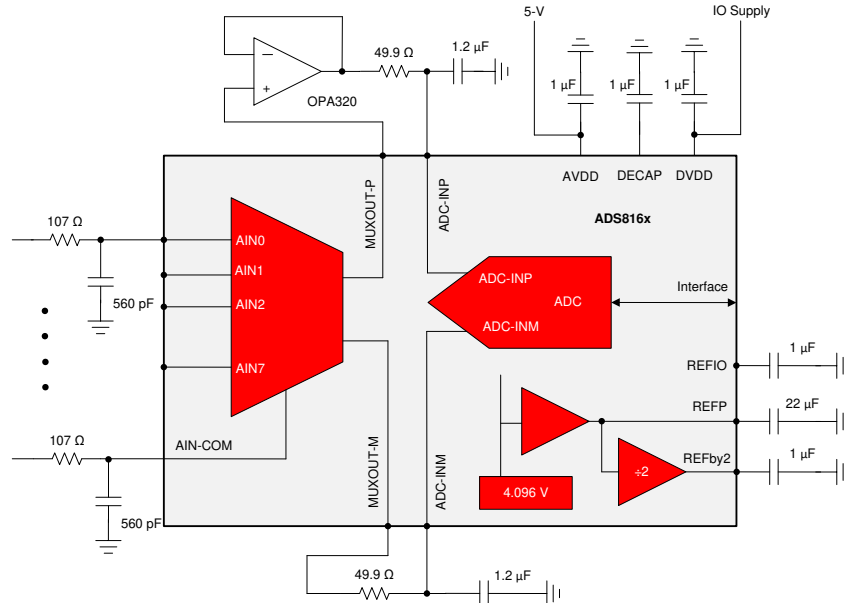 5-V
IO Supply
49.9 Ω
1.2 µF
−
+
OPA320
1 µF
1 µF
1 µF
AVDD
DECAP
DVDD
MUXOUT-P
ADC-INP
ADS816x
107 Ω
560 pF
AIN0
AIN1
AIN2
AIN7
ADC-INP
ADC
ADC-INM
Interface
REFIO
1 µF
REFP
22 µF
REFby2
1 µF
÷2
4.096 V
107 Ω
AIN-COM
560 pF
MUXOUT-M
ADC-INM
49.9 Ω
1.2 µF